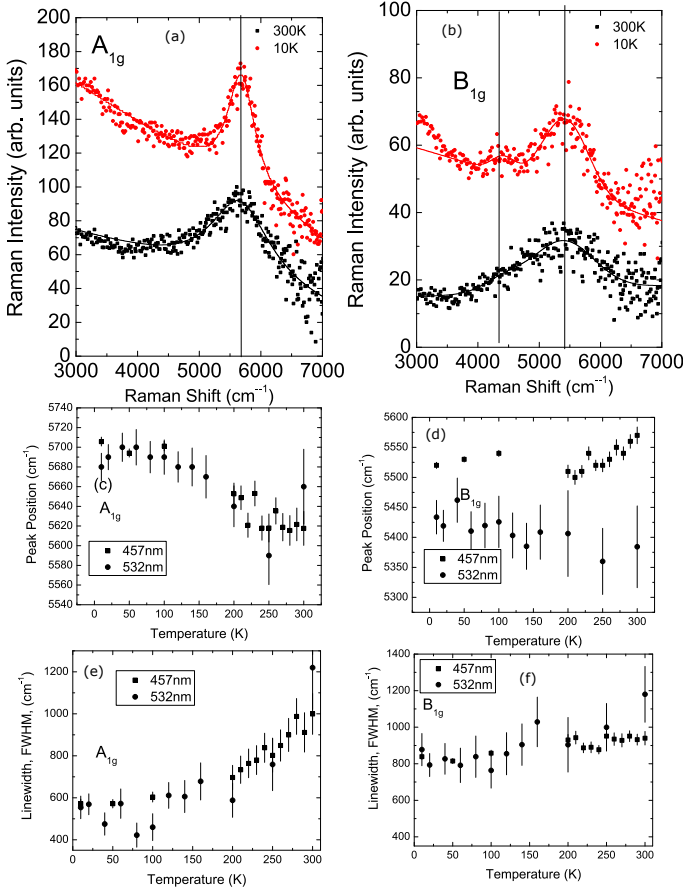 A1g
(a)
300K
10K
Raman Intensity (arb. units)
200
180
160
140
120
100
80
60
40
20
0
3000 4000 5000 6000 7000
Raman Shift (cm--1)
(b)
300K
10K
B1g
Raman Intensity (arb. units)
100
80
60
40
20
0
3000 4000 5000 6000 7000
Raman Shift (cm--1)
5740
5720
5700
5680
5660
5640
5620
5600
5580
5560
5540
Peak Position (cm-1)
(c)
A1g
457nm
532nm
0 50 100 150 200 250 300
Temperature (K)
5600
5550
5500
5450
5400
5350
5300
Peak Position (cm-1)
(d)
B1g
457nm
532nm
0 50 100 150 200 250 300
Temperature (K)
1200
1000
800
600
400
Linewidth, FWHM, (cm-1)
(e)
457nm
532nm
A1g
0 50 100 150 200 250 300
Temperature (K)
1400
1200
1000
800
600
400
Linewidth, FWHM, (cm-1)
457nm
532nm
(f)
B1g
0 50 100 150 200 250 300
Temperature (K)